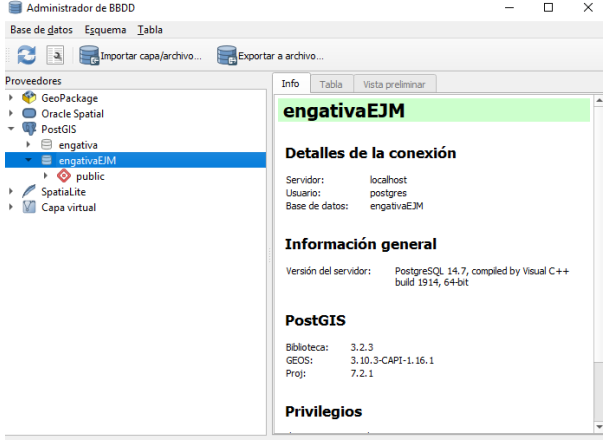 Administrador de BBDD
Base de datos Esquema Tabla
Importar capa/archivo... Exportar a archivo...
Proveedores
GeoPackage
Oracle Spatial
PostGIS
engativa
engativaEJM
public
SpatiaLite
Capa virtual
Info Tabla Vista preliminar
engativaEJM
Detalles de la conexión
Servidor: localhost
Usuario: postgres
Base de datos: engativaEJM
Información general
Versión del servidor: PostgreSQL 14.7, compiled by Visual C++
build 1914, 64-bit
PostGIS
Biblioteca: 3.2.3
GEOS: 3.10.3-CAPI-1.16.1
Proj: 7.2.1
Privilegios